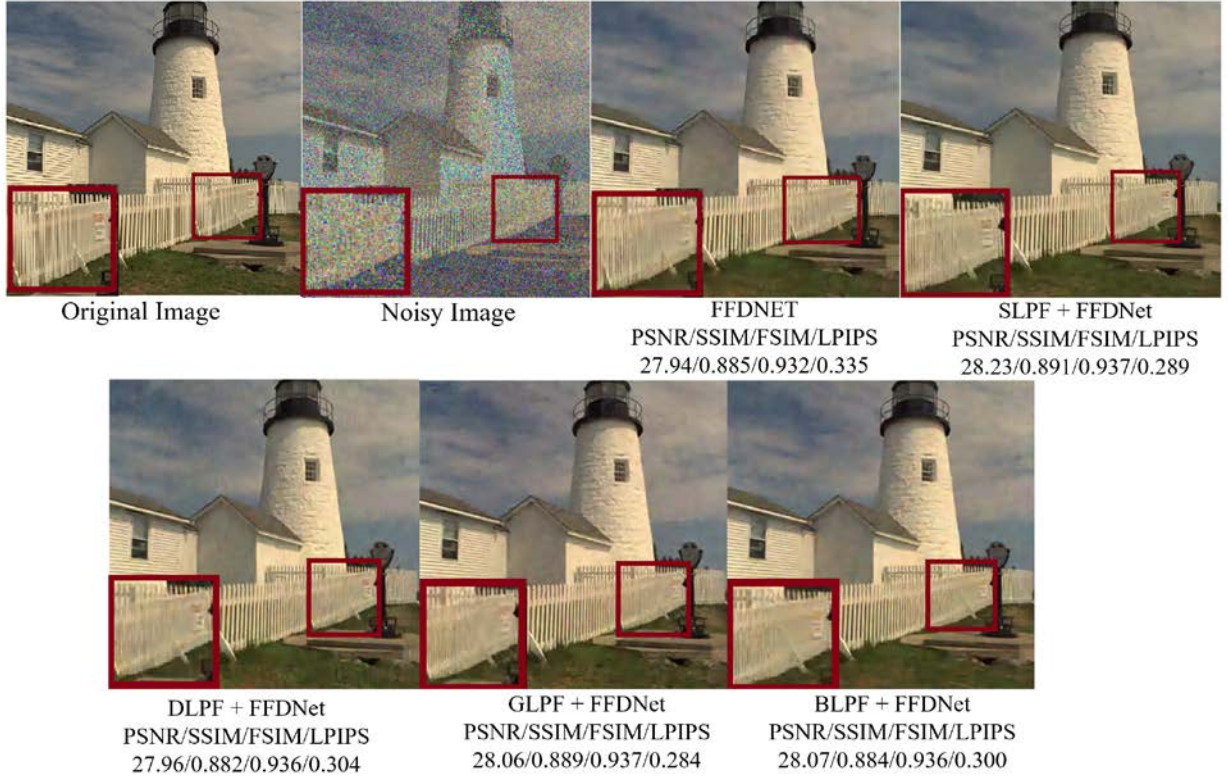 Original Image
Noisy Image
FFDNET
PSNR/SSIM/FSIM/LPIPS
27.94/0.885/0.932/0.335
SLPF + FFDNet
PSNR/SSIM/FSIM/LPIPS
28.23/0.891/0.937/0.289
DLPF + FFDNet
PSNR/SSIM/FSIM/LPIPS
27.96/0.882/0.936/0.304
GLPF + FFDNet
PSNR/SSIM/FSIM/LPIPS
28.06/0.889/0.937/0.284
BLPF + FFDNet
PSNR/SSIM/FSIM/LPIPS
28.07/0.884/0.936/0.300